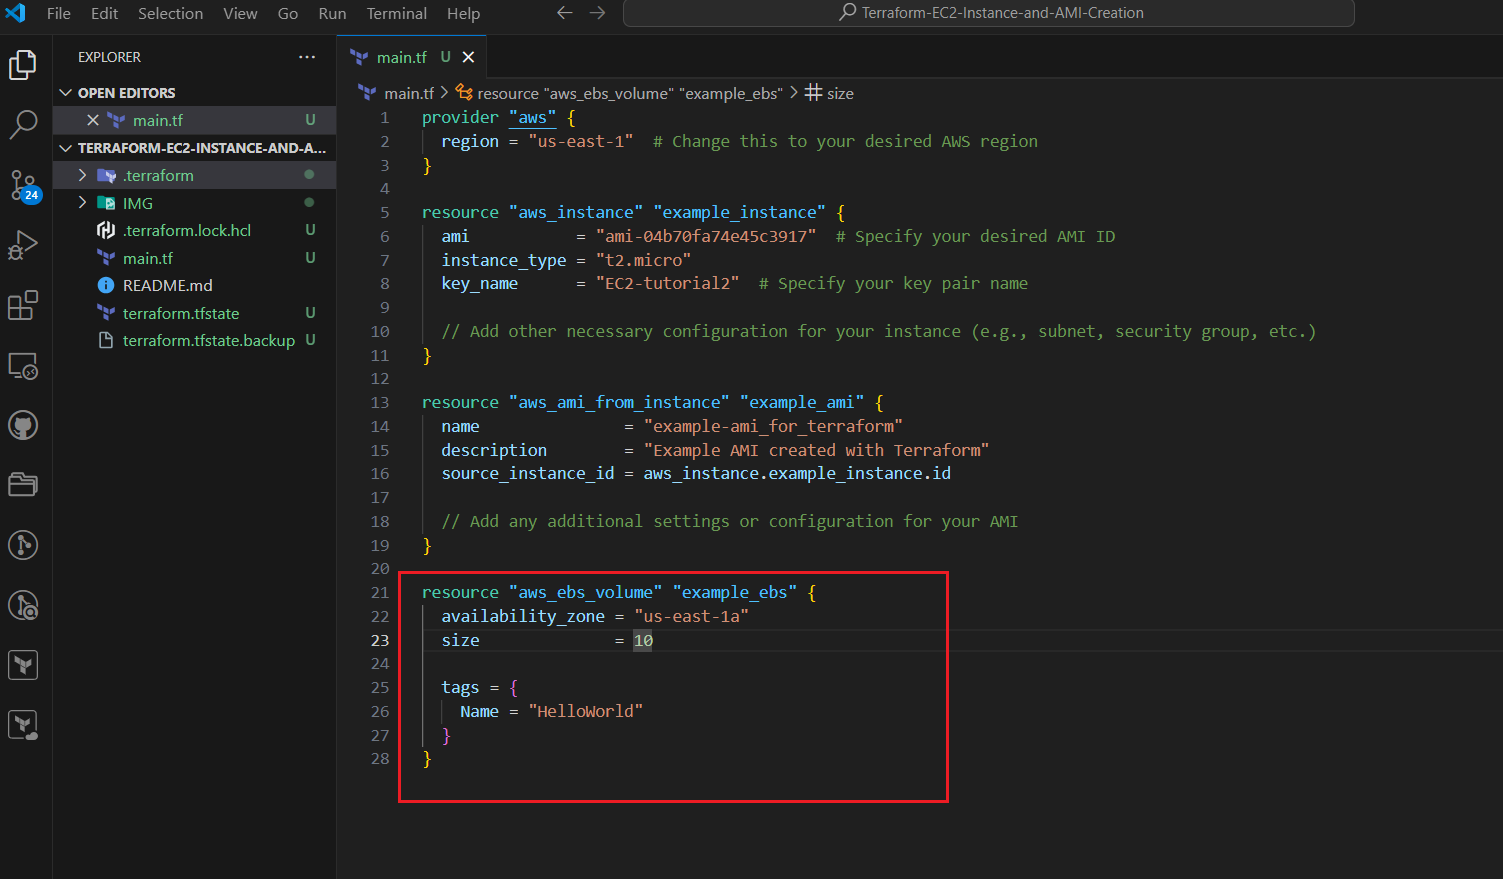 File Edit Selection View Go Run Terminal Help
Terraform-EC2-Instance-and-AMI-Creation
EXPLORER
OPEN EDITORS
main.tf U
TERRAFORM-EC2-INSTANCE-AND-A...
.terraform
IMG
.terraform.lock.hcl U
main.tf U
README.md
terraform.tfstate U
terraform.tfstate.backup U
24
main.tf U
main.tf > resource "aws_ebs_volume" "example_ebs" > size
1 provider "aws" {
2 region = "us-east-1" # Change this to your desired AWS region
3 }
4
5 resource "aws_instance" "example_instance" {
6 ami = "ami-04b70fa74e45c3917" # Specify your desired AMI ID
7 instance_type = "t2.micro"
8 key_name = "EC2-tutorial2" # Specify your key pair name
9
10 // Add other necessary configuration for your instance (e.g., subnet, security group, etc.)
11 }
12
13 resource "aws_ami_from_instance" "example_ami" {
14 name = "example-ami_for_terraform"
15 description = "Example AMI created with Terraform"
16 source_instance_id = aws_instance.example_instance.id
17
18 // Add any additional settings or configuration for your AMI
19 }
20
21 resource "aws_ebs_volume" "example_ebs" {
22 availability_zone = "us-east-1a"
23 size = 10
24
25 tags = {
26 Name = "HelloWorld"
27 }
28 }